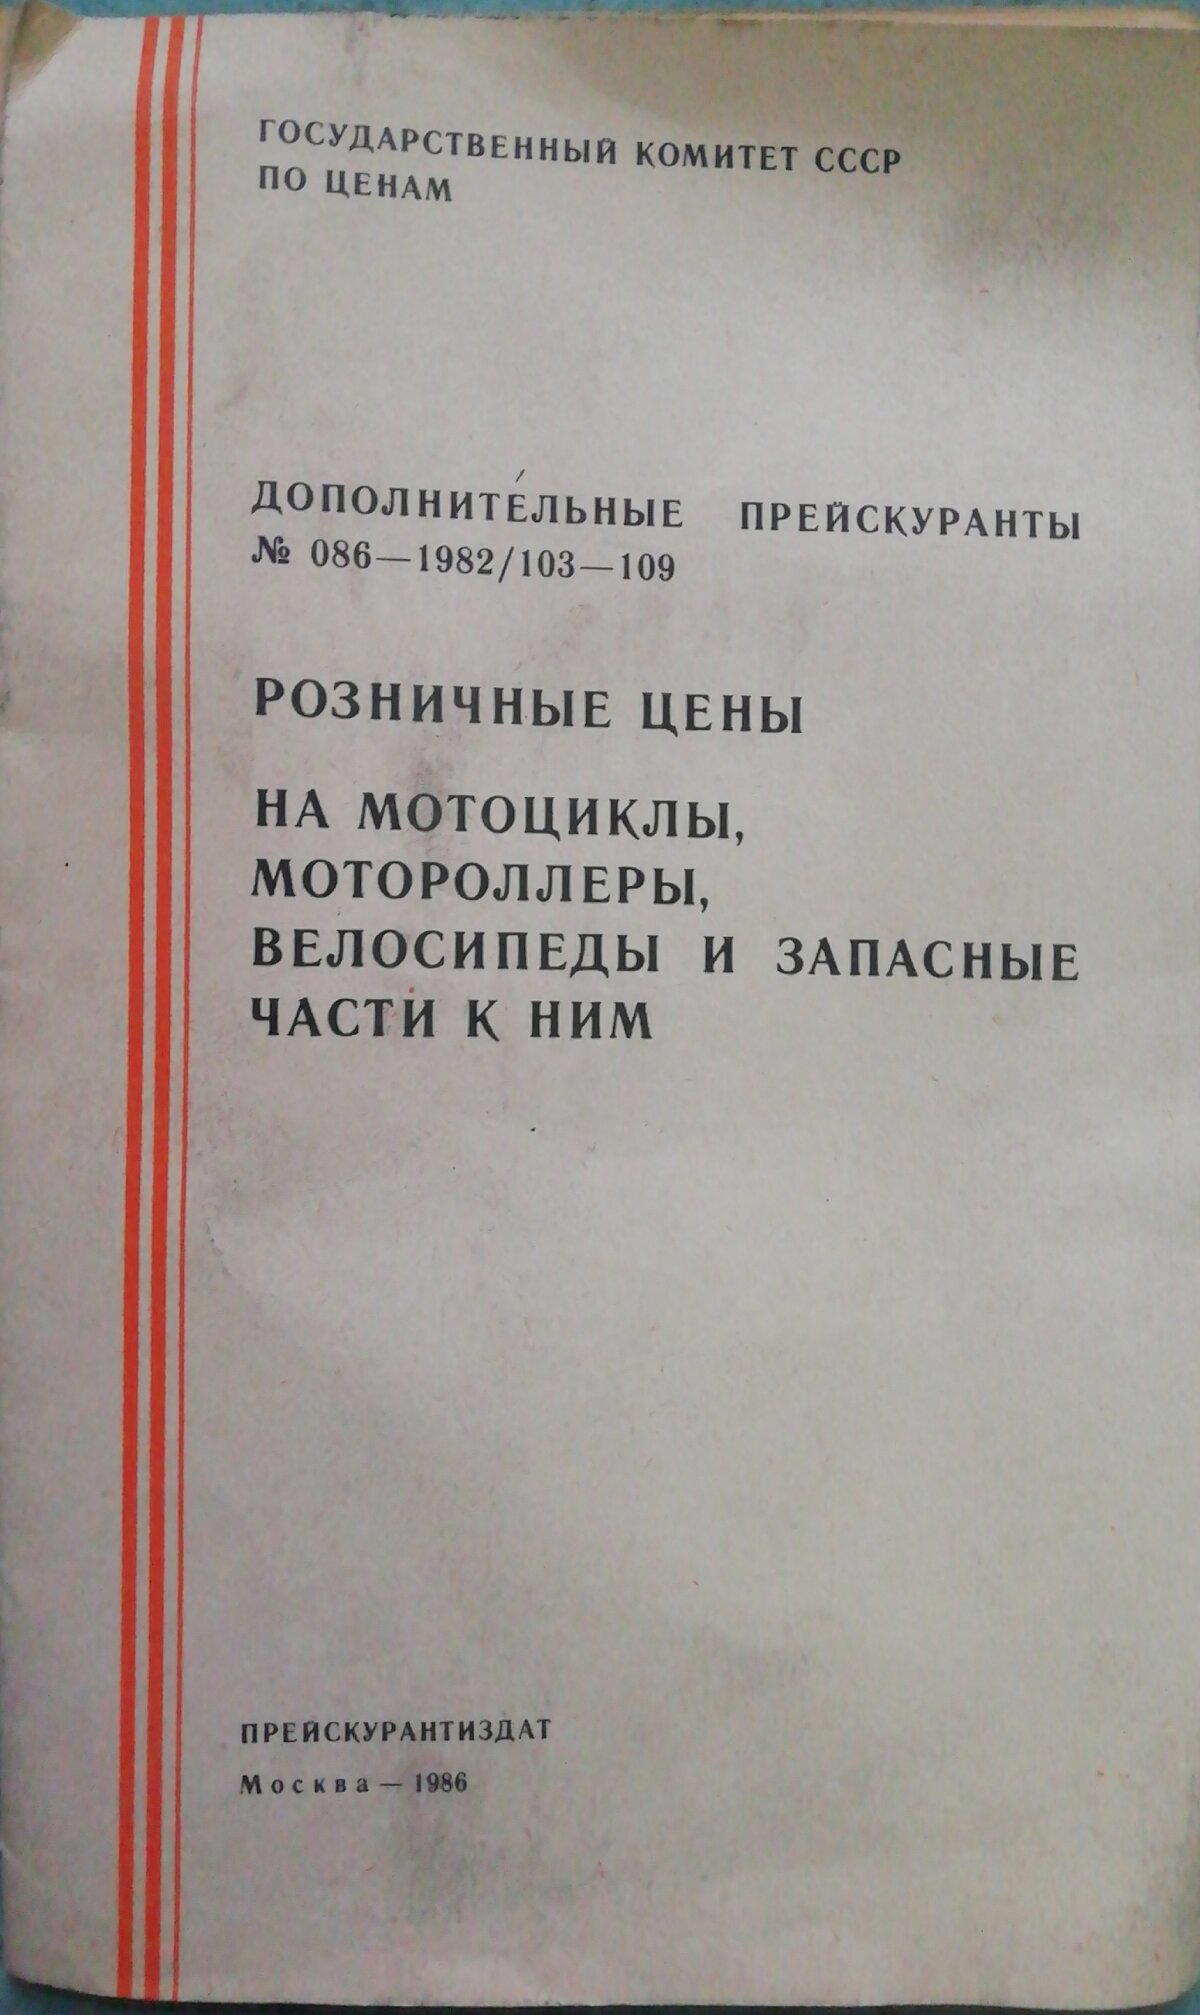 ГОСУДАРСТВЕННЫЙ КОМИТЕТ СССР
ПО ЦЕНАМ
ДОПОЛНИТЕЛЬНЫЕ ПРЕЙСКУРАНТЫ
№ 086—1982/103—109
РОЗНИЧНЫЕ ЦЕНЫ
НА МОТОЦИКЛЫ,
МОТОРОЛЛЕРЫ,
ВЕЛОСИПЕДЫ И ЗАПАСНЫЕ
ЧАСТИ К НИМ
ПРЕЙСКУРАНТИЗДАТ
Москва — 1986